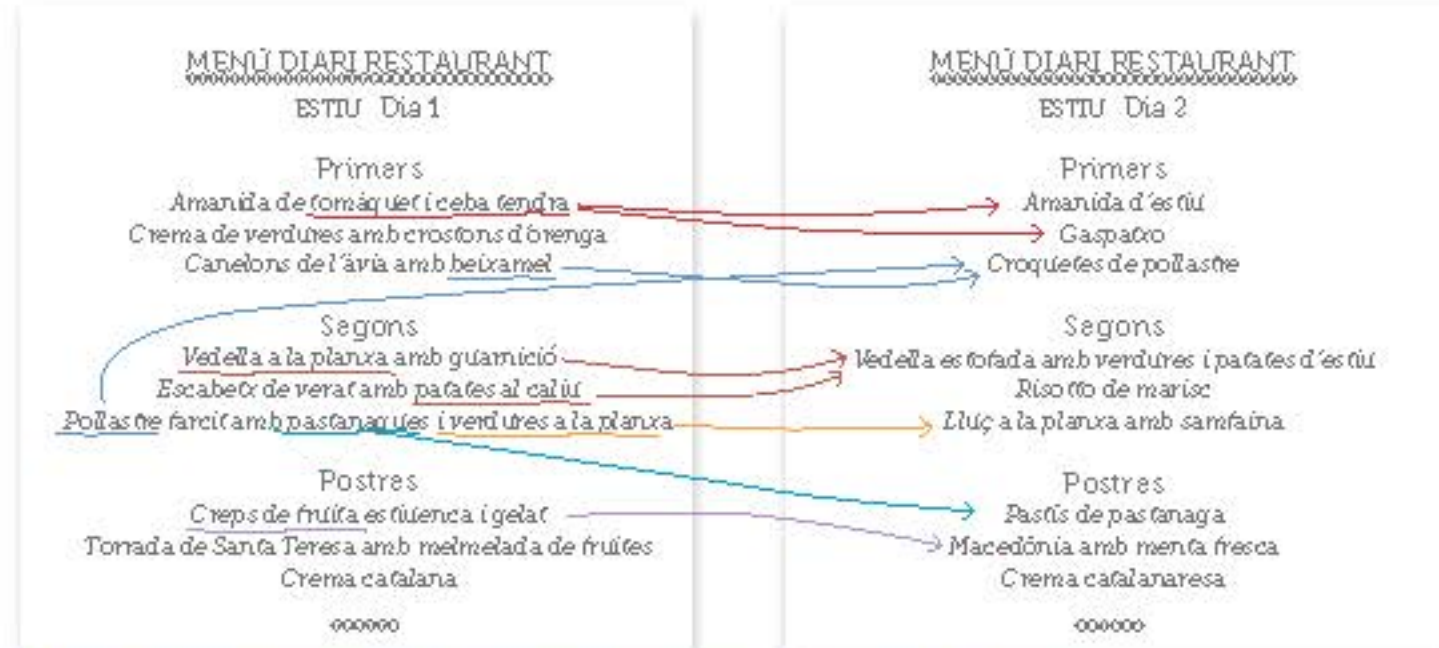 MENÚ DIARI RESTAURANT
ESTIU Dia 1
Primers
Amanida de tomàquet i ceba tendra
Crema de verdures amb crostons d'orenga
Canelons de l'àvia amb beixamel
Segons
Vedella a la planxa amb guarnició
Escabetx de verat amb patates al caliu
Pollastre farcit amb pastanagues i verdures a la planxa
Postres
Creps de fruita estiuenca i gelat
Torrada de Santa Teresa amb melmelada de fruites
Crema catalana
MENÚ DIARI RESTAURANT
ESTIU Dia 2
Primers
Amanida d'estiu
Gaspatxo
Croquetes de pollastre
Segons
Vedella estofada amb verdures i patates d'estiu
Risotto de marisc
Lluç a la planxa amb samfaina
Postres
Pastís de pastanaga
Macedònia amb menta fresca
Crema catalanaresa